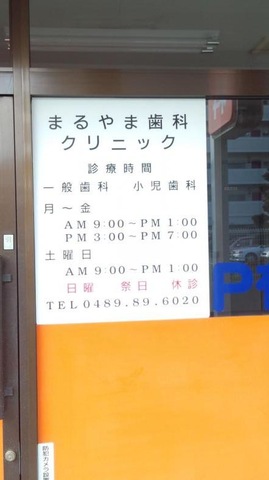 まるやま歯科
クリニック
診療時間
一般歯科 小児歯科
月～金
AM 9:00～PM 1:00
PM 3:00～PM 7:00
土曜日
AM 9:00～PM 1:00
日曜 祭日 休診
TEL0489.89.6020